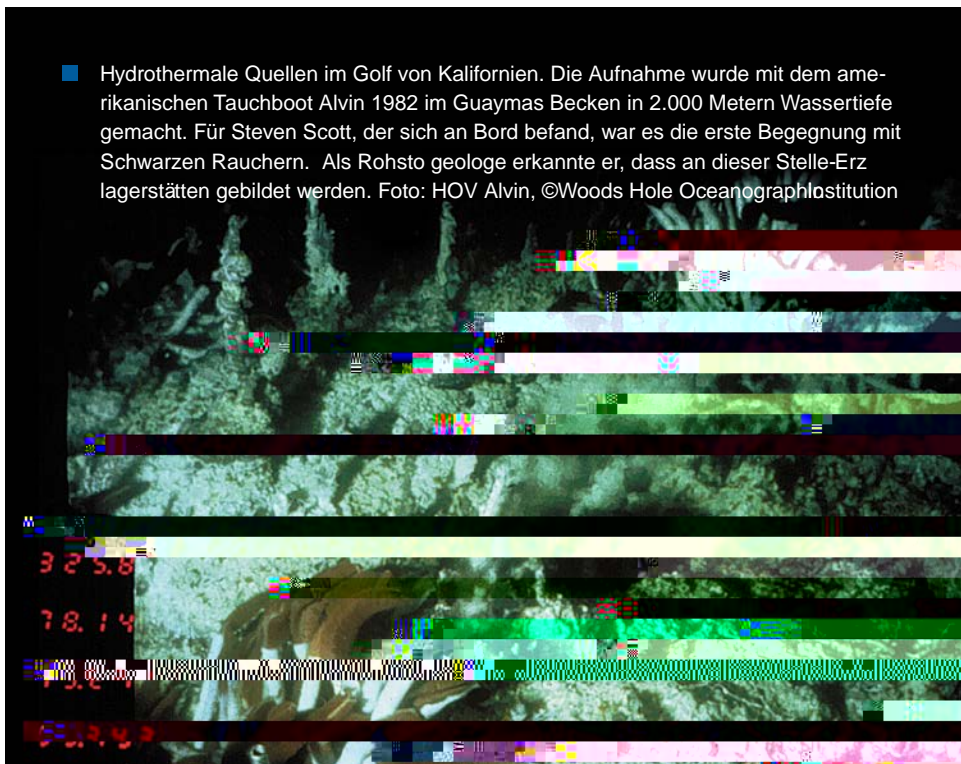 Hydrothermale Quellen im Golf von Kalifornien. Die Aufnahme wurde mit dem ame-
rikanischen Tauchboot Alvin 1982 im Guaymas Becken in 2.000 Metern Wassertiefe
gemacht. Für Steven Scott, der sich an Bord befand, war es die erste Begegnung mit
Schwarzen Rauchern. Als Rohsto geologe erkannte er, dass an dieser Stelle-Erz
lagerstätten gebildet werden. Foto: HOV Alvin, ©Woods Hole Oceanographic Institution
325.8
78.14